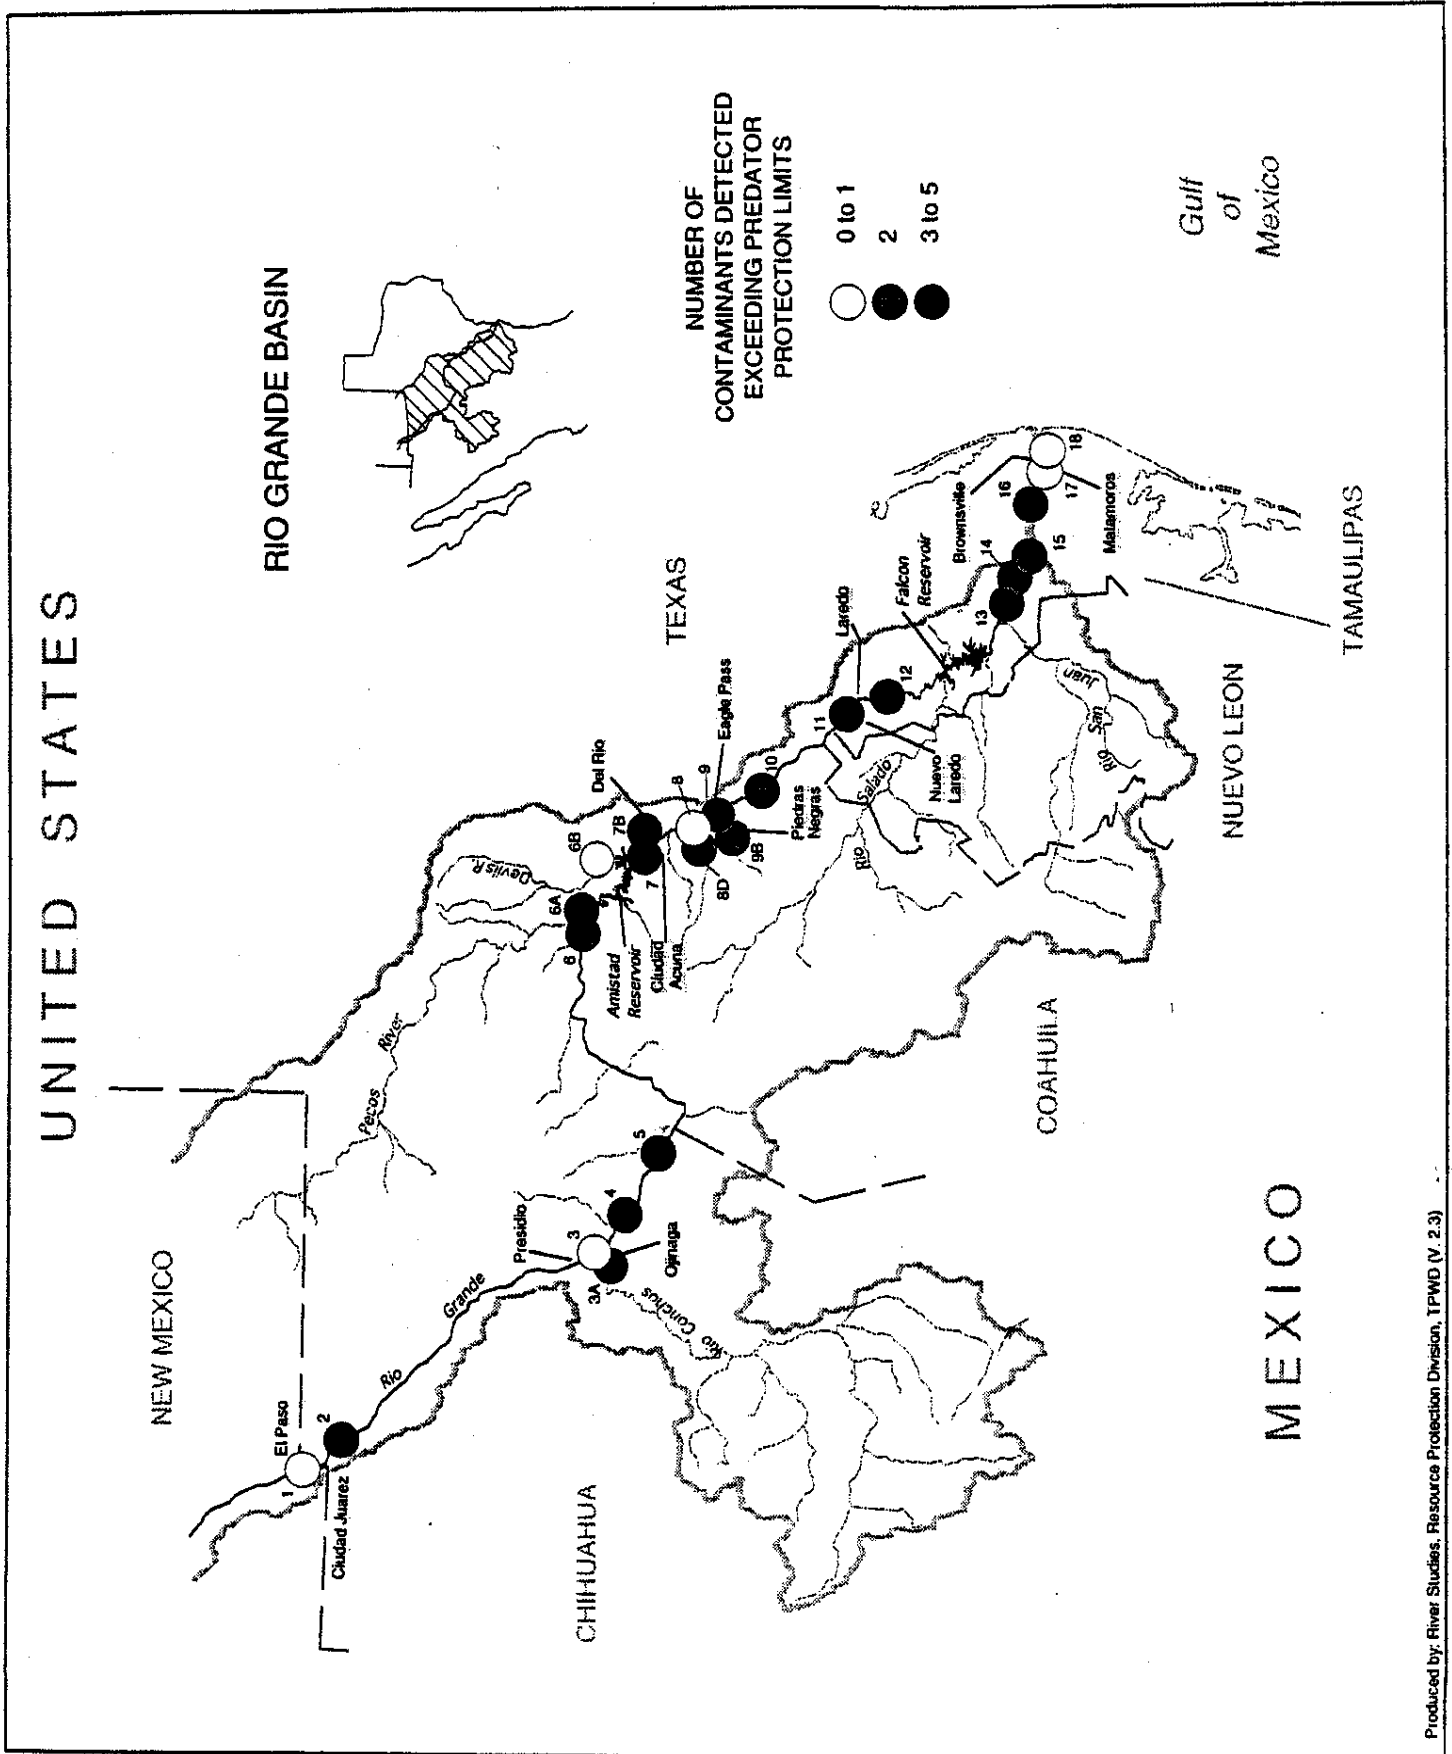 UNITED STATES
RIO GRANDE BASIN
NEW MEXICO
TEXAS
NUMBER OF
CONTAMINANTS DETECTED
EXCEEDING PREDATOR
PROTECTION LIMITS
0 to 1
2
3 to 5
Gulf
of
Mexico
El Paso
1
2
Ciudad Juarez
Rio
Grande
Pecos
River
Devils R.
Presidio
3
3A
4
5
Ojinaga
Rio Conchos
CHIHUAHUA
6
6A
6B
Amistad
Reservoir
Ciudad
Acuna
Del Rio
7B
7
8
9
Eagle Pass
8D
9B
Piedras
Negras
10
11
Laredo
12
Nuevo
Laredo
Rio
Salado
Falcon
Reservoir
13
14
15
16
Brownsville
17
18
Matamoros
Rio
San
Juan
COAHUILA
NUEVO LEON
TAMAULIPAS
MEXICO
Produced by: River Studies, Resource Protection Division, TPWD (V. 2.3)